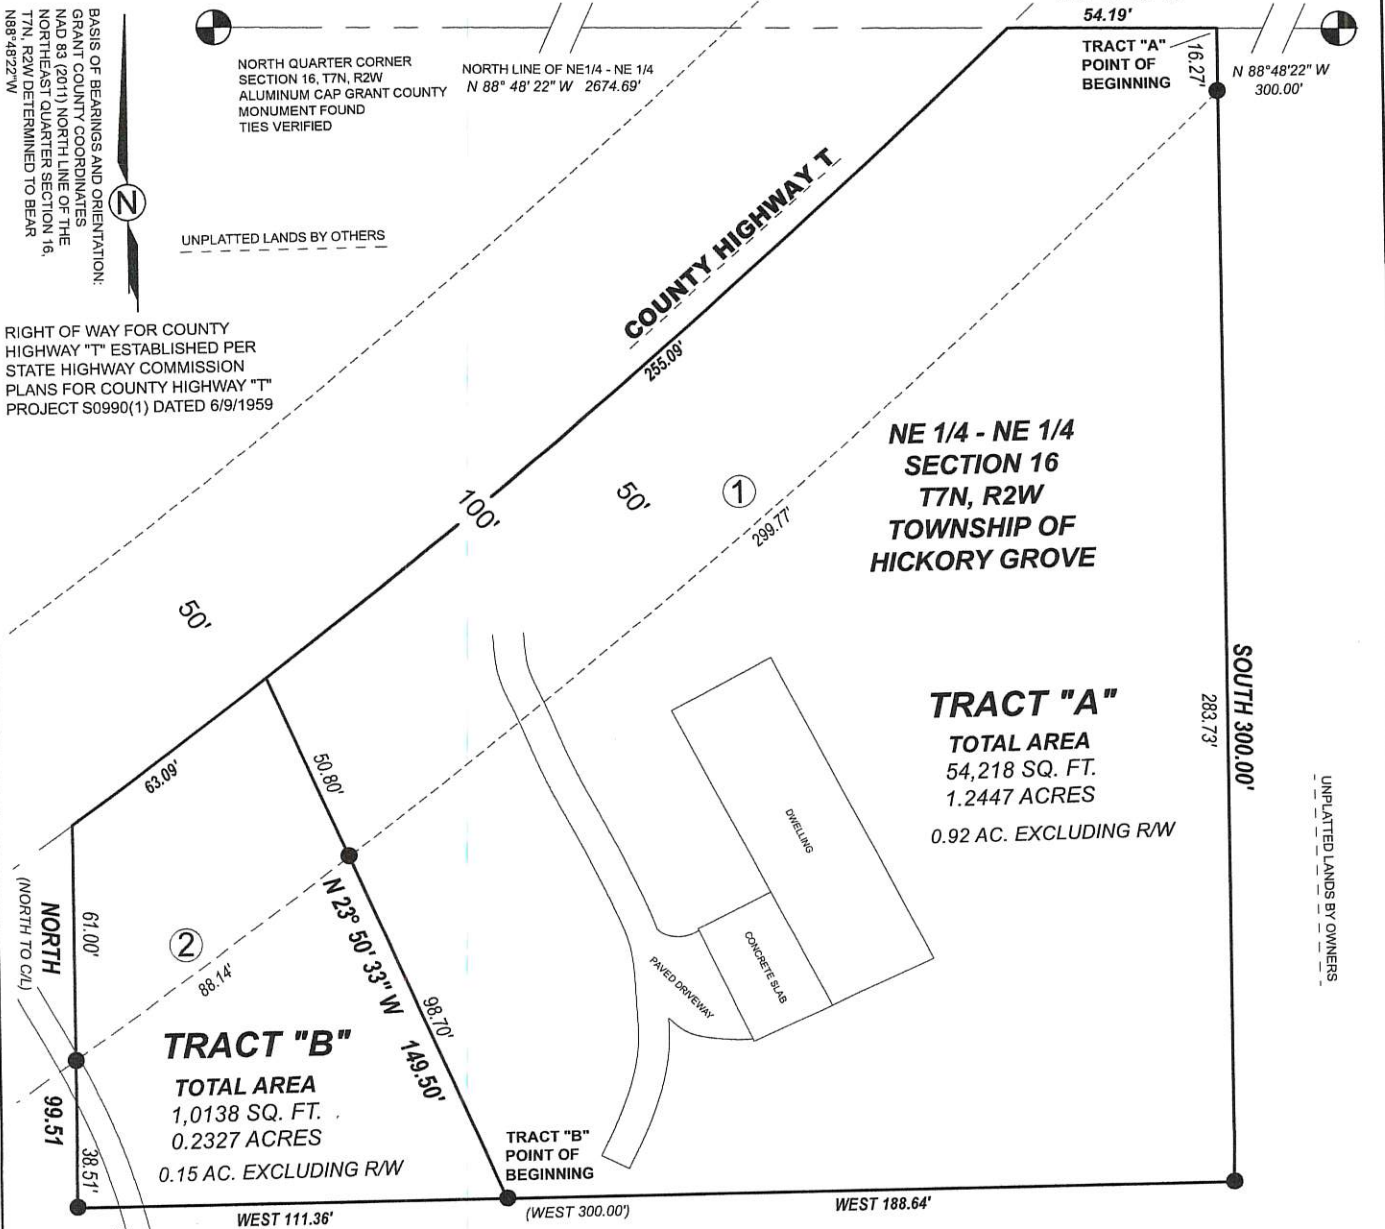 54.19'
TRACT "A"
POINT OF
BEGINNING
16.27'
N 88°48'22" W
300.00'
NORTH QUARTER CORNER
SECTION 16, T7N, R2W
ALUMINUM CAP GRANT COUNTY
MONUMENT FOUND
TIES VERIFIED
NORTH LINE OF NE1/4 - NE 1/4
N 88° 48' 22" W 2674.69'
BASIS OF BEARINGS AND ORIENTATION:
GRANT COUNTY COORDINATES
NAD 83 (2011) NORTH LINE OF THE
NORTHEAST QUARTER SECTION 16,
T7N, R2W DETERMINED TO BEAR
N88°48'22"W
N
UNPLATTED LANDS BY OTHERS
RIGHT OF WAY FOR COUNTY
HIGHWAY "T" ESTABLISHED PER
STATE HIGHWAY COMMISSION
PLANS FOR COUNTY HIGHWAY "T"
PROJECT S0990(1) DATED 6/9/1959
COUNTY HIGHWAY T
255.09'
NE 1/4 - NE 1/4
SECTION 16
T7N, R2W
TOWNSHIP OF
HICKORY GROVE
100'
50'
1
299.77'
50'
SOUTH 300.00'
283.73'
TRACT "A"
TOTAL AREA
54,218 SQ. FT.
1.2447 ACRES
0.92 AC. EXCLUDING R/W
UNPLATTED LANDS BY OWNERS
63.09'
50.80'
DWELLING
CONCRETE SLAB
PAVED DRIVEWAY
N 23° 50' 33" W 149.50'
98.70'
NORTH 99.51
(NORTH TO C/L)
61.00'
38.51'
2
88.14'
TRACT "B"
TOTAL AREA
1,0138 SQ. FT.
0.2327 ACRES
0.15 AC. EXCLUDING R/W
TRACT "B"
POINT OF
BEGINNING
WEST 111.36'
(WEST 300.00')
WEST 188.64'